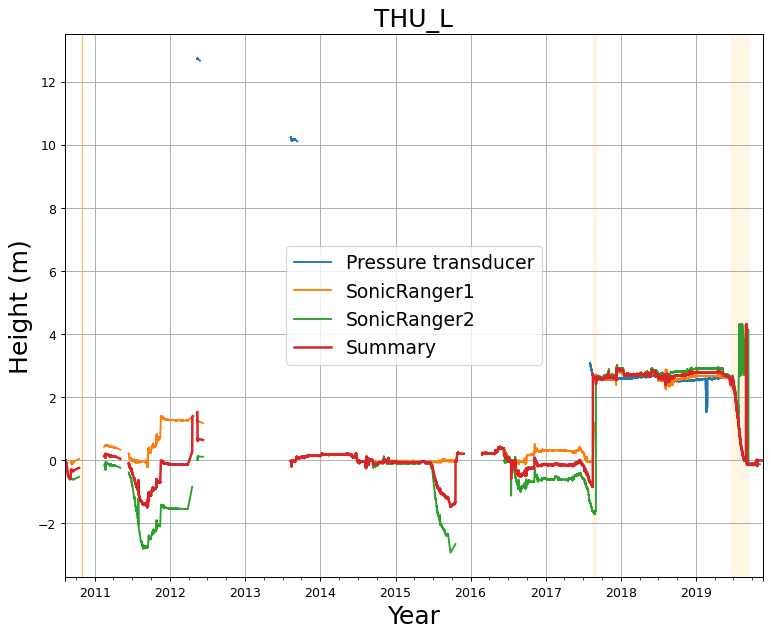 THU_L
Height (m)
12
10
8
6
4
2
0
−2
Pressure transducer
SonicRanger1
SonicRanger2
Summary
2011 2012 2013 2014 2015 2016 2017 2018 2019
Year